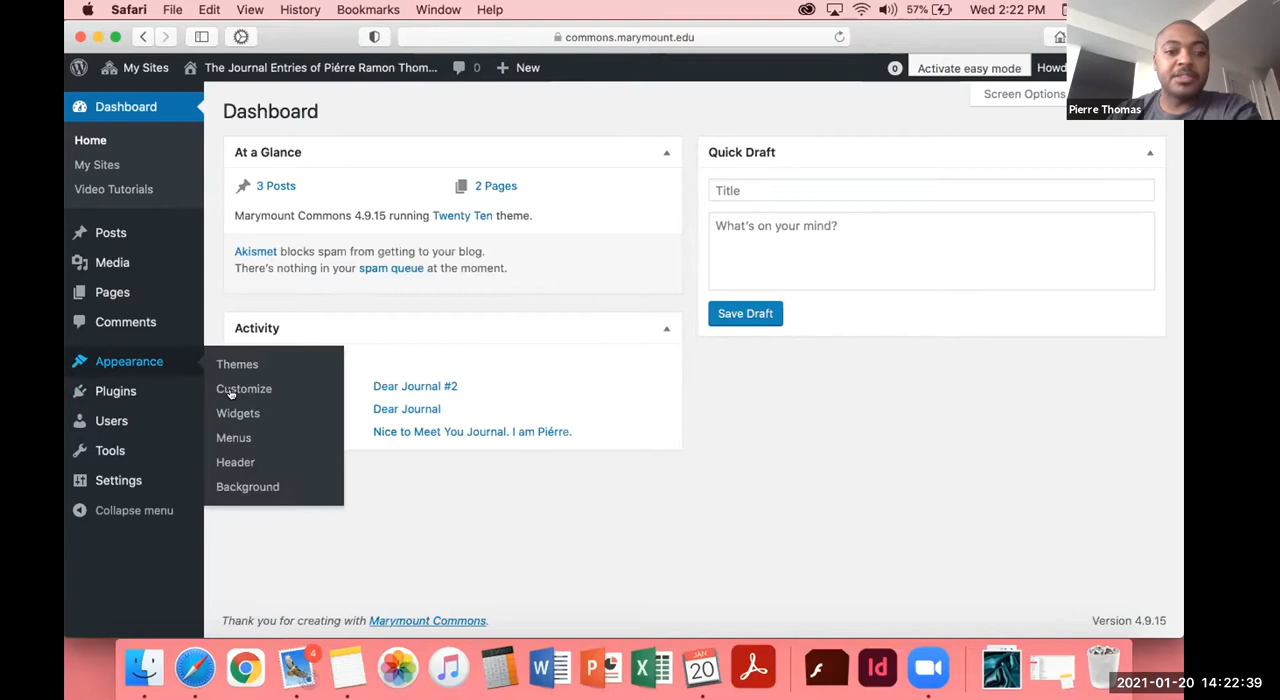 Safari File Edit View History Bookmarks Window Help 57% Wed 2:22 PM
commons.marymount.edu
My Sites The Journal Entries of Piérre Ramon Thom... 0 New 0 Activate easy mode Howd
Pierre Thomas
Screen Options
Dashboard
Home
My Sites
Video Tutorials
Posts
Media
Pages
Comments
Appearance
Plugins
Users
Tools
Settings
Collapse menu
Themes
Customize
Widgets
Menus
Header
Background
Dashboard
At a Glance
3 Posts 2 Pages
Marymount Commons 4.9.15 running Twenty Ten theme.
Akismet blocks spam from getting to your blog.
There's nothing in your spam queue at the moment.
Activity
Dear Journal #2
Dear Journal
Nice to Meet You Journal. I am Piérre.
Quick Draft
Title
What's on your mind?
Save Draft
Thank you for creating with Marymount Commons.
Version 4.9.15
4
W
P
X
JAN
20
f
Id
2021-01-20 14:22:39